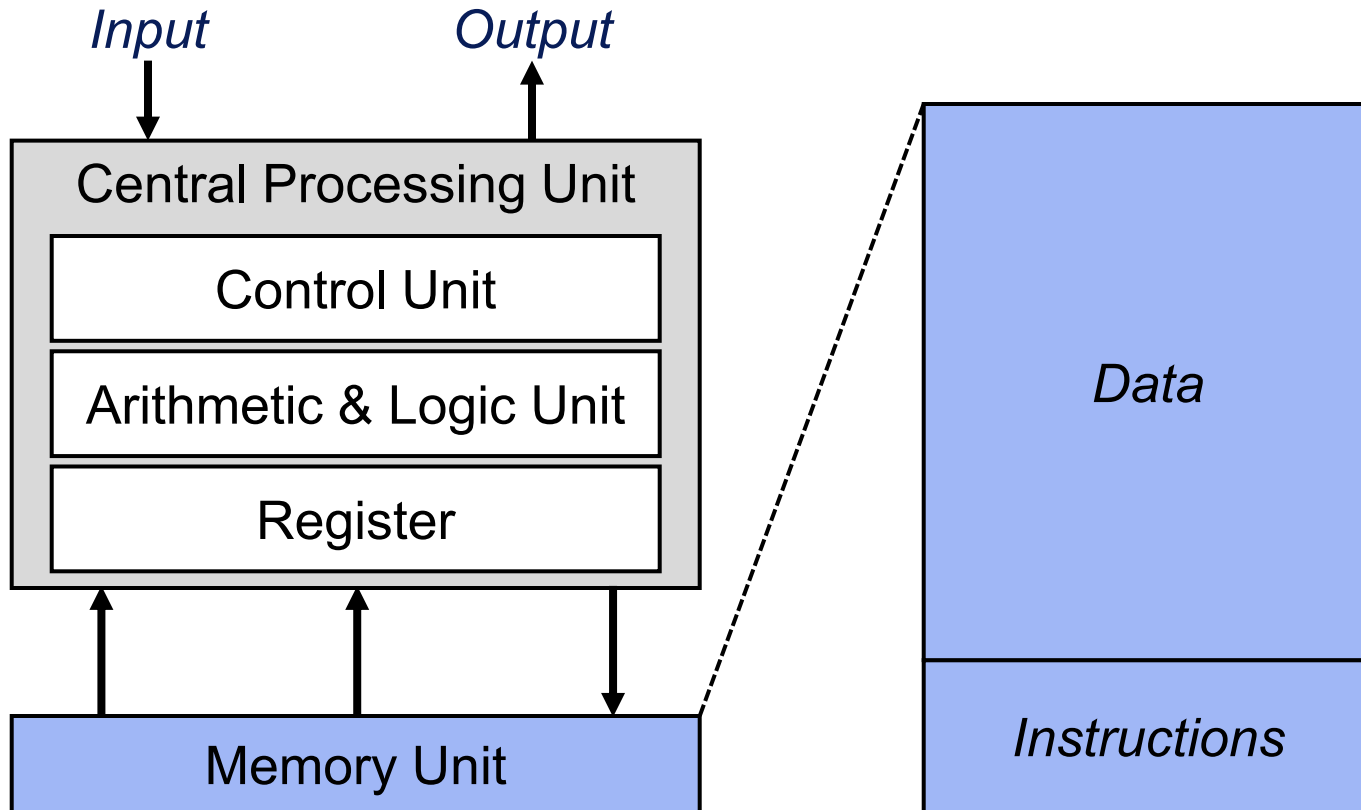 Input
Output
Central Processing Unit
Control Unit
Arithmetic & Logic Unit
Register
Memory Unit
Data
Instructions